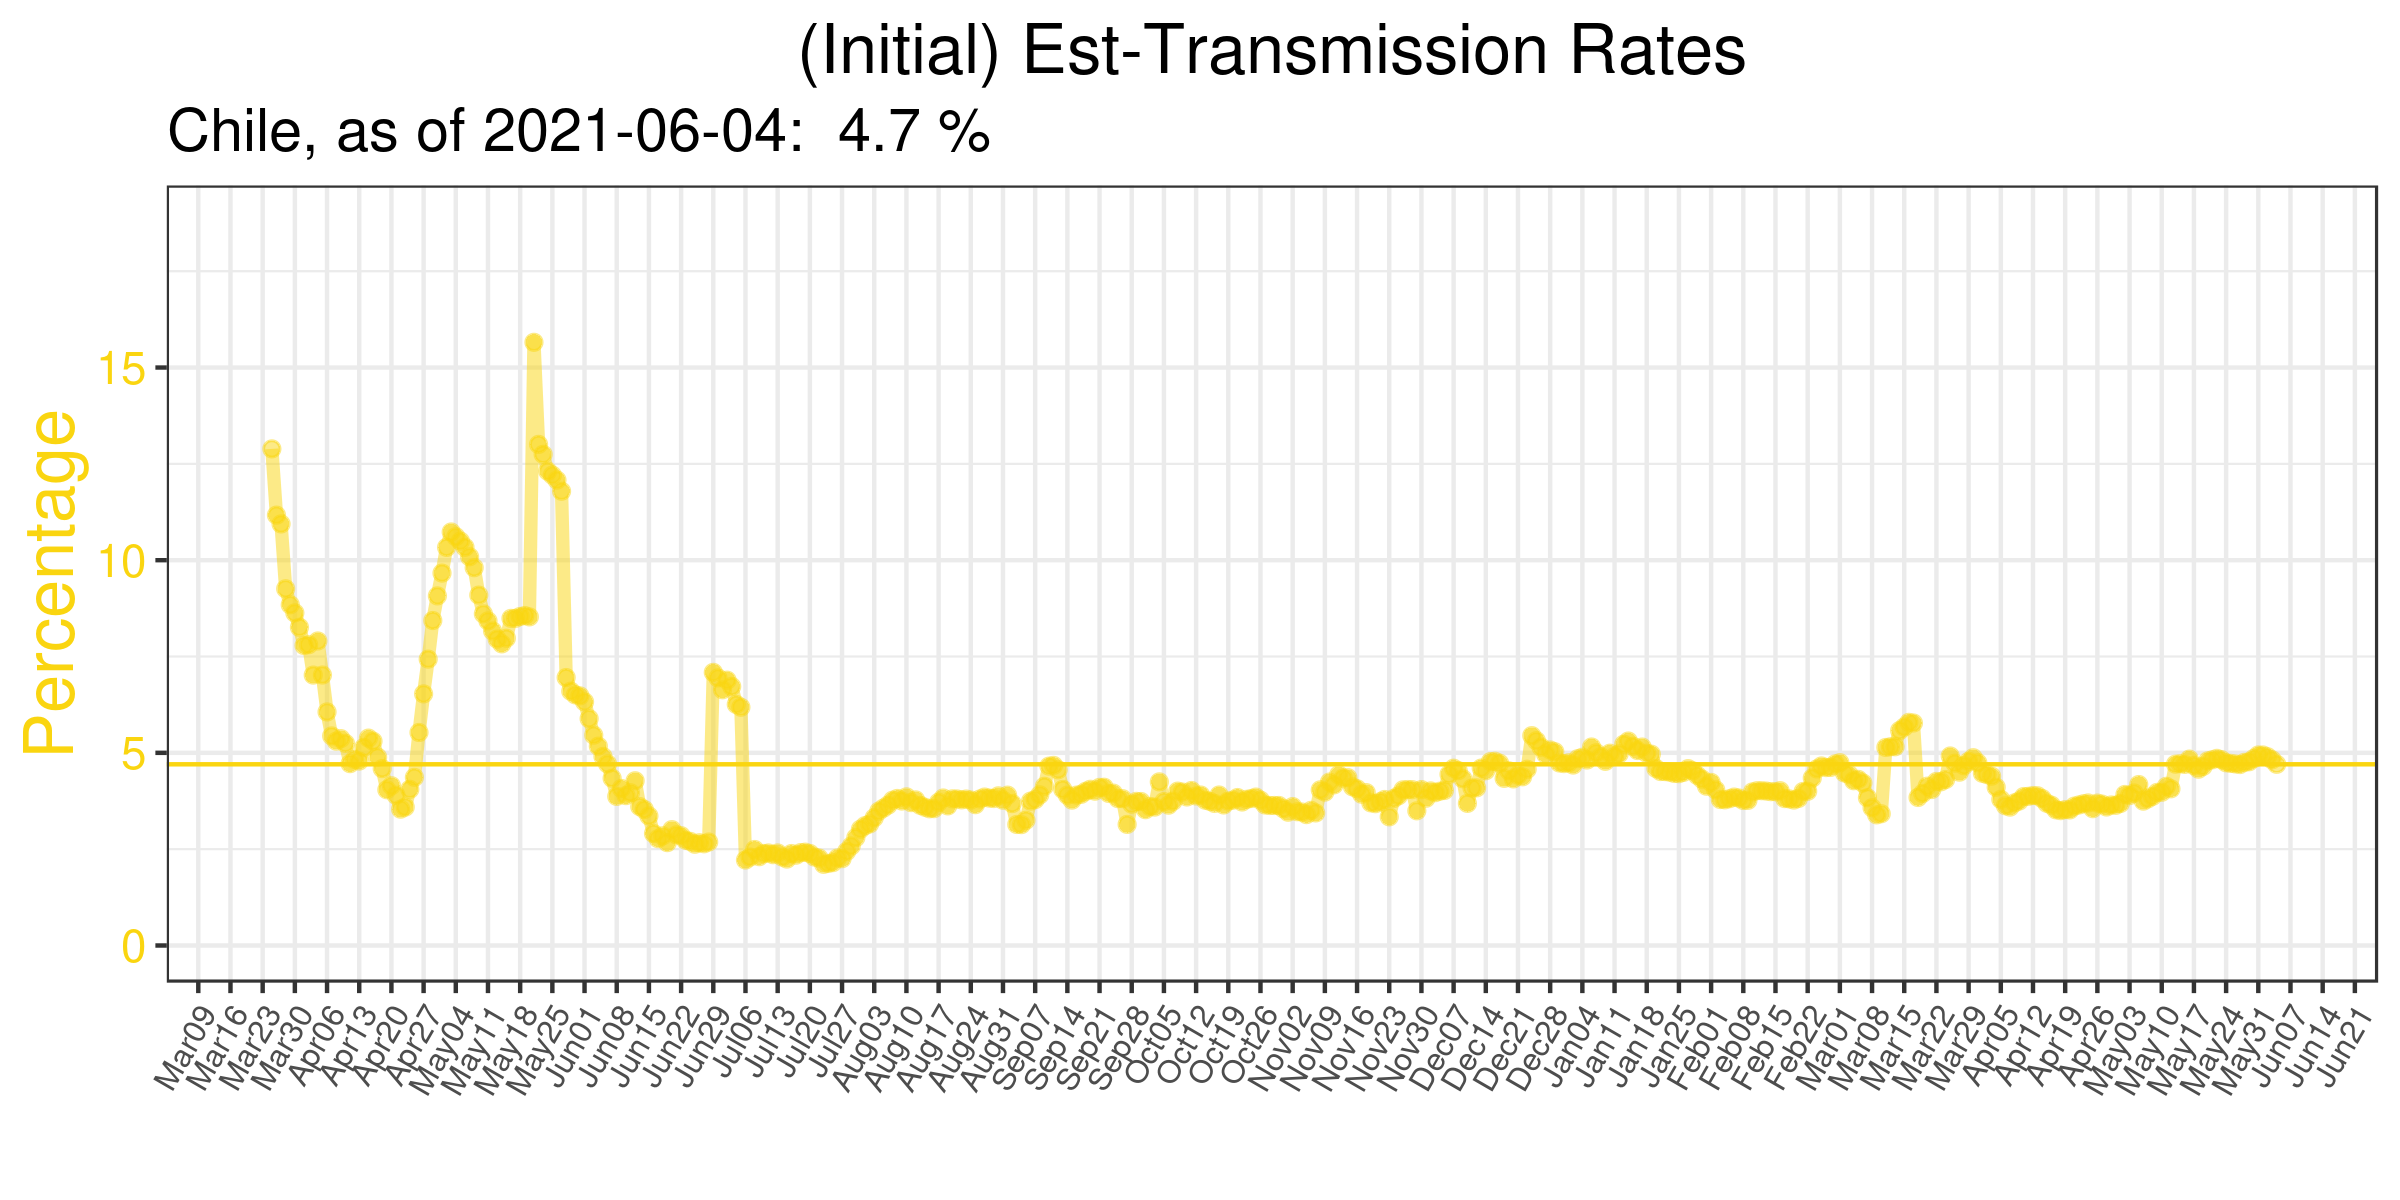 (Initial) Est-Transmission Rates
Chile, as of 2021-06-04:  4.7 %
Percentage
15
10
5
0
Mar09
Mar16
Mar23
Mar30
Apr06
Apr13
Apr20
Apr27
May04
May11
May18
May25
Jun01
Jun08
Jun15
Jun22
Jun29
Jul06
Jul13
Jul20
Jul27
Aug03
Aug10
Aug17
Aug24
Aug31
Sep07
Sep14
Sep21
Sep28
Oct05
Oct12
Oct19
Oct26
Nov02
Nov09
Nov16
Nov23
Nov30
Dec07
Dec14
Dec21
Dec28
Jan04
Jan11
Jan18
Jan25
Feb01
Feb08
Feb15
Feb22
Mar01
Mar08
Mar15
Mar22
Mar29
Apr05
Apr12
Apr19
Apr26
May03
May10
May17
May24
May31
Jun07
Jun14
Jun21